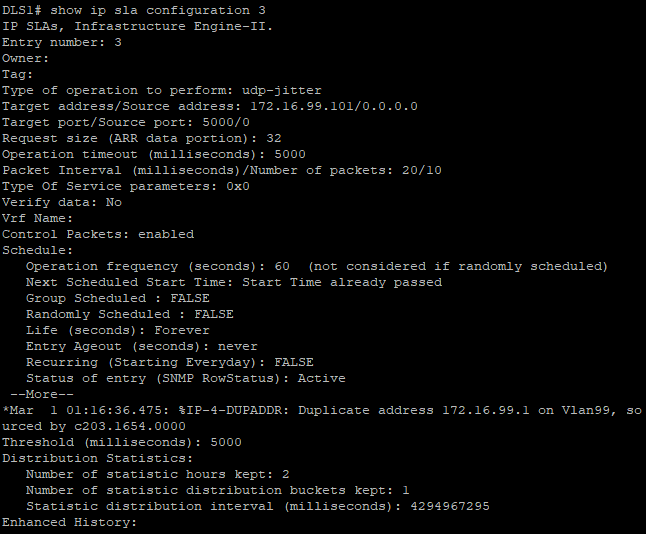 DLS1# show ip sla configuration 3
IP SLAs, Infrastructure Engine-II.
Entry number: 3
Owner:
Tag:
Type of operation to perform: udp-jitter
Target address/Source address: 172.16.99.101/0.0.0.0
Target port/Source port: 5000/0
Request size (ARR data portion): 32
Operation timeout (milliseconds): 5000
Packet Interval (milliseconds)/Number of packets: 20/10
Type Of Service parameters: 0x0
Verify data: No
Vrf Name:
Control Packets: enabled
Schedule:
   Operation frequency (seconds): 60  (not considered if randomly scheduled)
   Next Scheduled Start Time: Start Time already passed
   Group Scheduled : FALSE
   Randomly Scheduled : FALSE
   Life (seconds): Forever
   Entry Ageout (seconds): never
   Recurring (Starting Everyday): FALSE
   Status of entry (SNMP RowStatus): Active
 --More--
*Mar  1 01:16:36.475: %IP-4-DUPADDR: Duplicate address 172.16.99.1 on Vlan99, so
urced by c203.1654.0000
Threshold (milliseconds): 5000
Distribution Statistics:
   Number of statistic hours kept: 2
   Number of statistic distribution buckets kept: 1
   Statistic distribution interval (milliseconds): 4294967295
Enhanced History: